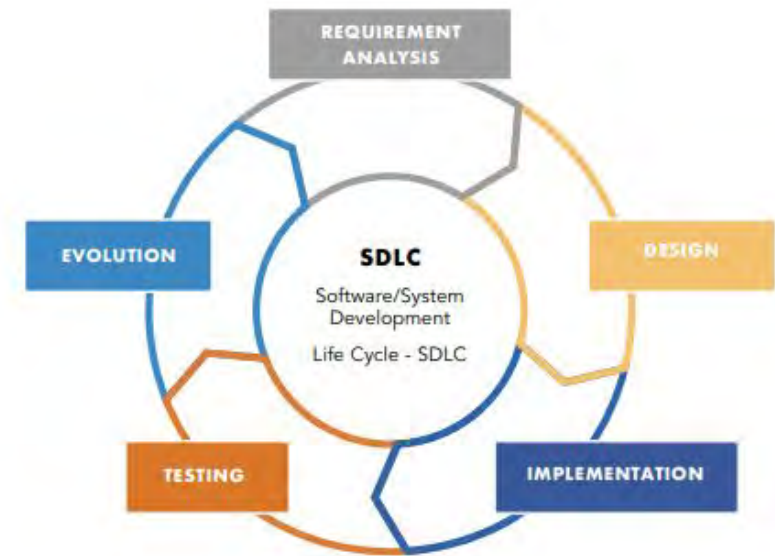 REQUIREMENT
ANALYSIS
EVOLUTION
DESIGN
SDLC
Software/System
Development
Life Cycle - SDLC
TESTING
IMPLEMENTATION